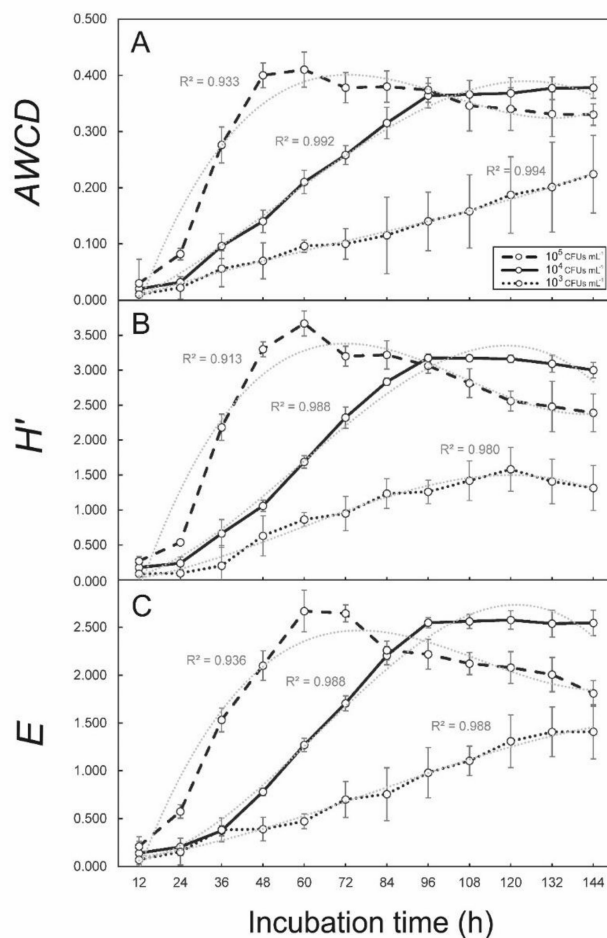 A
AWCD
0.500
0.400
0.300
0.200
0.100
0.000
R² = 0.933
R² = 0.992
R² = 0.994
10⁵ CFUs mL⁻¹
10⁴ CFUs mL⁻¹
10³ CFUs mL⁻¹
B
H'
3.500
3.000
2.500
2.000
1.500
1.000
0.500
0.000
R² = 0.913
R² = 0.988
R² = 0.980
C
E
2.500
2.000
1.500
1.000
0.500
0.000
R² = 0.936
R² = 0.988
R² = 0.988
12 24 36 48 60 72 84 96 108 120 132 144
Incubation time (h)